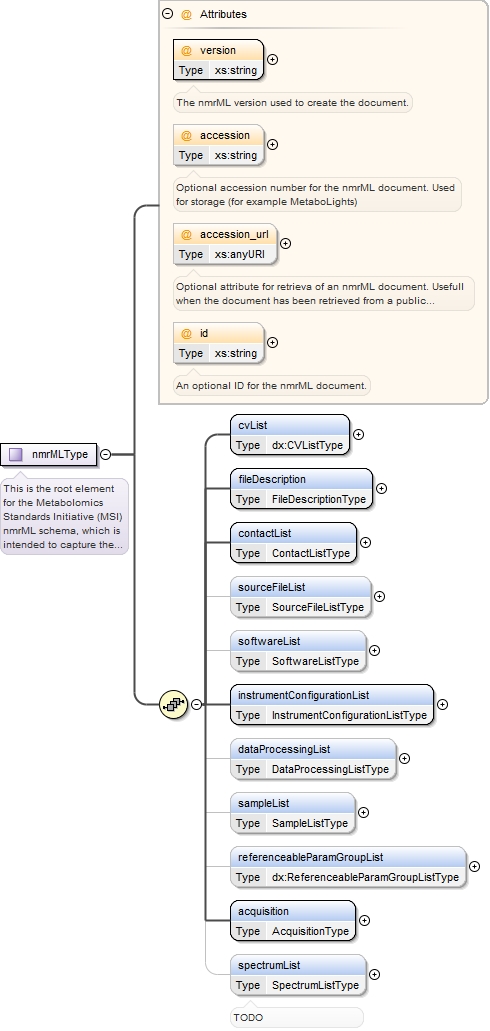 Attributes
@ version
Type xs:string
The nmrML version used to create the document.
@ accession
Type xs:string
Optional accession number for the nmrML document. Used
for storage (for example MetaboLights)
@ accession_url
Type xs:anyURI
Optional attribute for retrieva of an nmrML document. Usefull
when the document has been retrieved from a public...
@ id
Type xs:string
An optional ID for the nmrML document.
nmrMLType
This is the root element
for the Metabolomics
Standards Initiative (MSI)
nmrML schema, which is
intended to capture the...
cvList
Type dx:CVListType
fileDescription
Type FileDescriptionType
contactList
Type ContactListType
sourceFileList
Type SourceFileListType
softwareList
Type SoftwareListType
instrumentConfigurationList
Type InstrumentConfigurationListType
dataProcessingList
Type DataProcessingListType
sampleList
Type SampleListType
referenceableParamGroupList
Type dx:ReferenceableParamGroupListType
acquisition
Type AcquisitionType
spectrumList
Type SpectrumListType
TODO